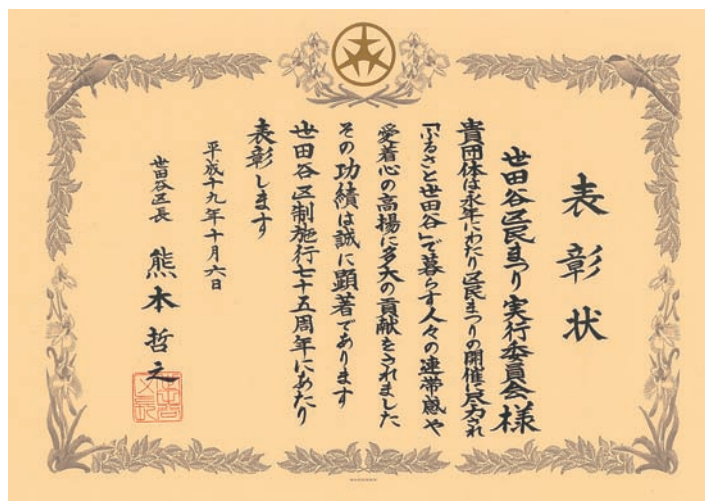 表彰状
世田谷区民まつり実行委員会様
貴団体は永年にわたり区民まつりの開催に尽力され
「ふるさと世田谷」で暮らす人々の連帯感や
愛着心の高揚に多大の貢献をされました
その功績は誠に顕著であります
世田谷区制施行七十五周年にあたり
表彰します
平成十九年十月六日
世田谷区長 熊本哲之